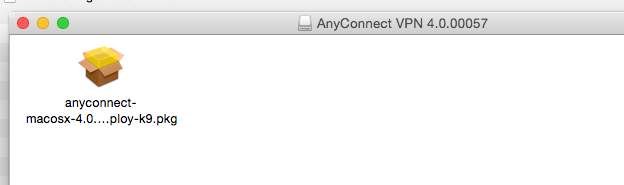 AnyConnect VPN 4.0.00057
anyconnect-
macosx-4.0....ploy-k9.pkg